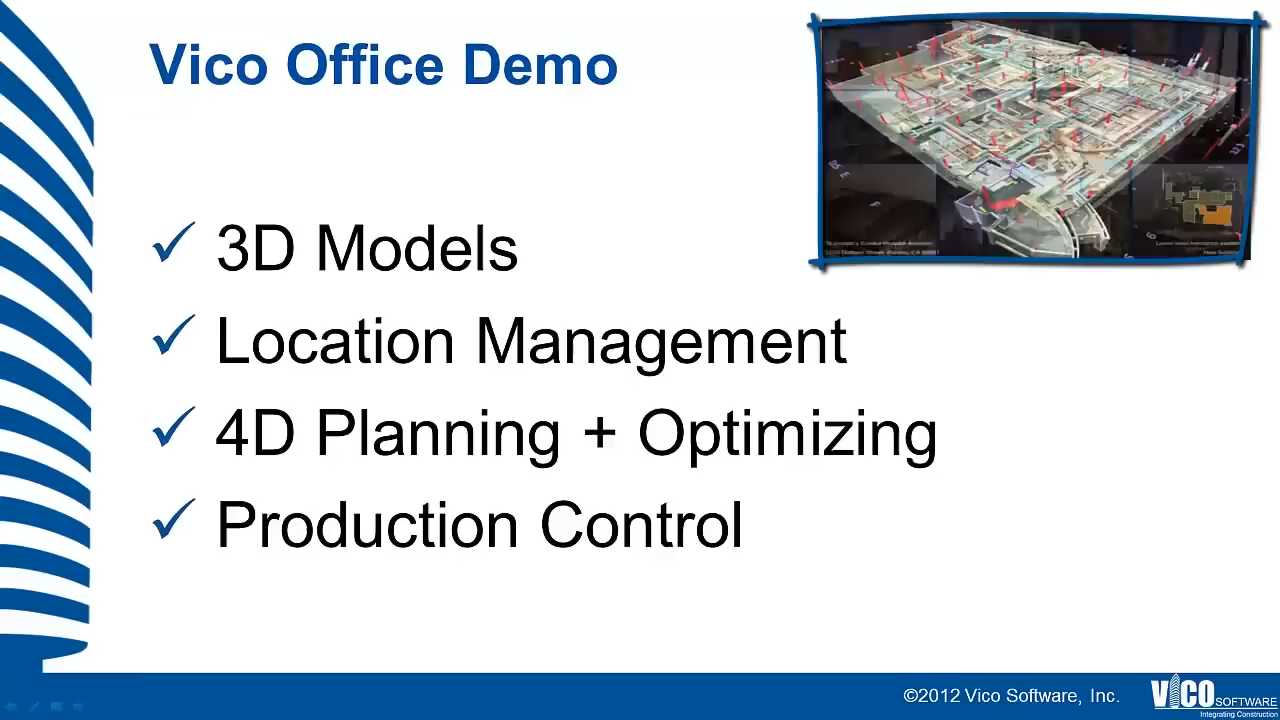 Vico Office Demo
✓ 3D Models
✓ Location Management
✓ 4D Planning + Optimizing
✓ Production Control
©2012 Vico Software, Inc.
VICO SOFTWARE
Integrating Construction